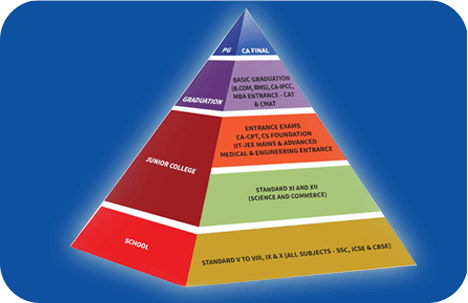 PG
CA FINAL
GRADUATION
BASIC GRADUATION
(B.COM, BMS), CA-IPCC,
MBA ENTRANCE - CAT
& CMAT
JUNIOR COLLEGE
ENTRANCE EXAMS
CA-CPT, CS FOUNDATION
IIT-JEE MAINS & ADVANCED
MEDICAL & ENGINEERING ENTRANCE
STANDARD XI AND XII
(SCIENCE AND COMMERCE)
SCHOOL
STANDARD V TO VIII, IX & X (ALL SUBJECTS - SSC, ICSE & CBSE)